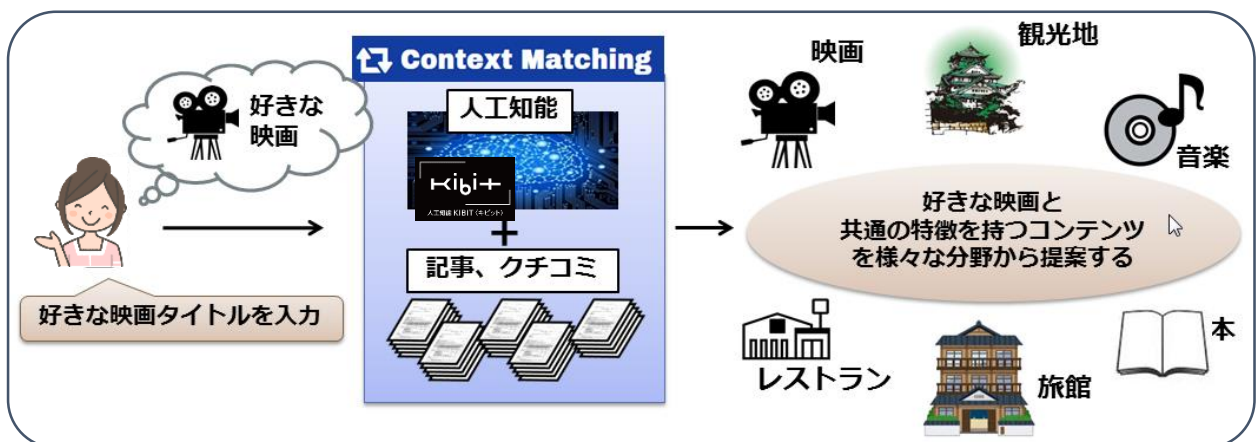 好きな
映画
好きな映画タイトルを入力
Context Matching
人工知能
KIBIT
人工知能 KIBIT (キビット)
+
記事、クチコミ
映画
観光地
音楽
好きな映画と
共通の特徴を持つコンテンツ
を様々な分野から提案する
レストラン
旅館
本